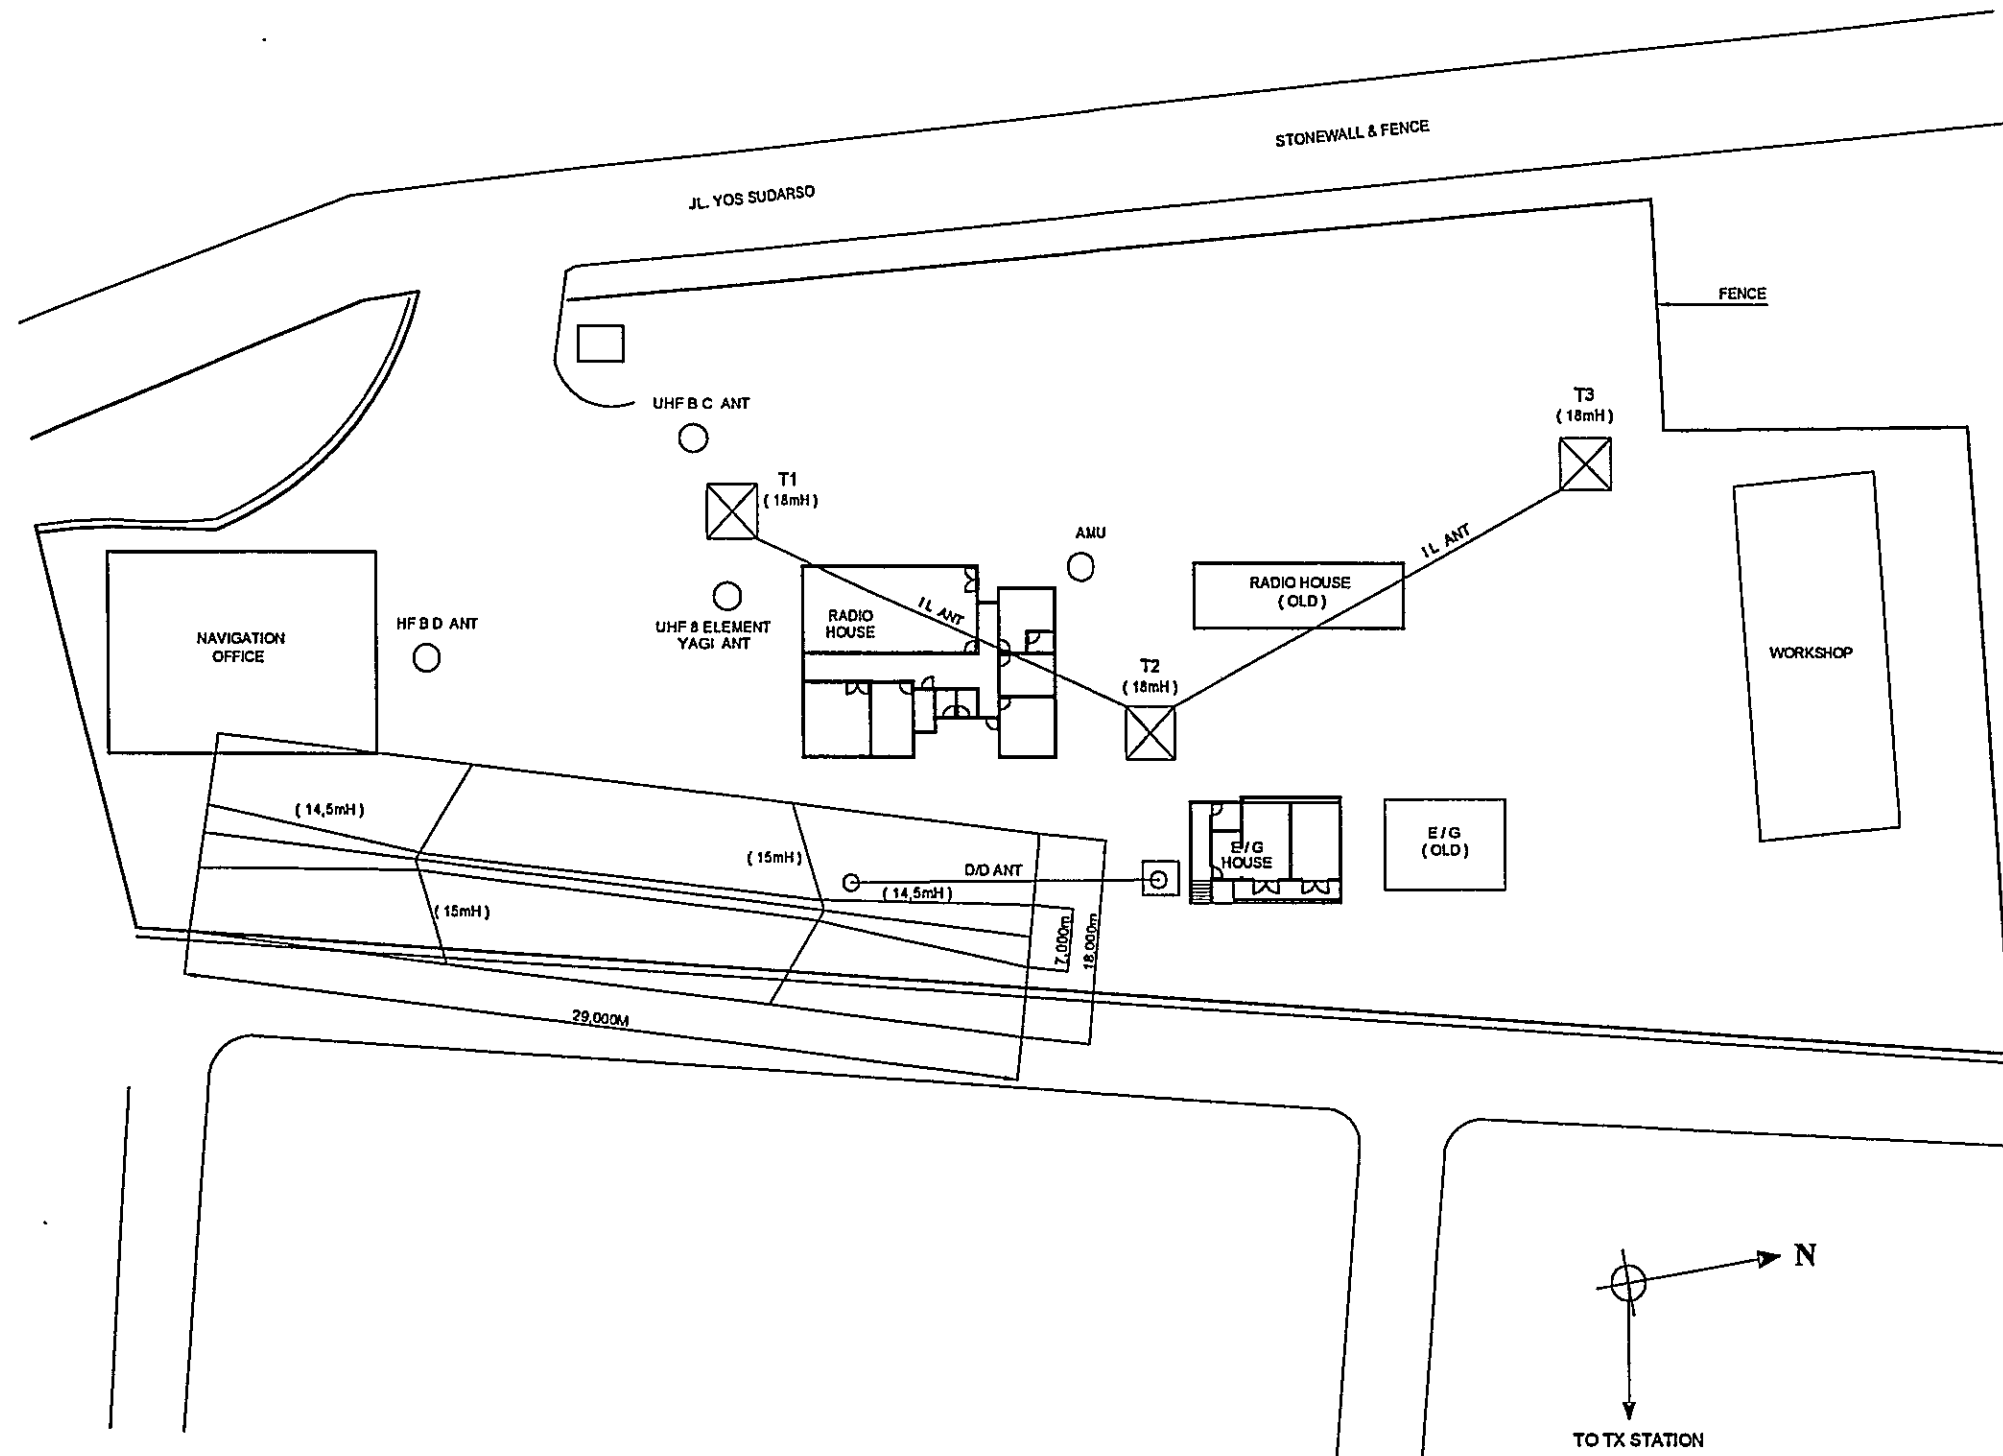 STONEWALL & FENCE
JL. YOS SUDARSO
FENCE
T3
( 18mH )
UHF B C ANT
T1
( 18mH )
AMU
I L ANT
RADIO HOUSE
( OLD )
I L ANT
RADIO
HOUSE
UHF 8 ELEMENT
YAGI ANT
HF B D ANT
NAVIGATION
OFFICE
WORKSHOP
T2
( 18mH )
( 14,5mH )
( 15mH )
D/D ANT
( 14,5mH )
E / G
HOUSE
E / G
( OLD )
( 15mH )
7,000m
18,000m
29,000M
N
TO TX STATION